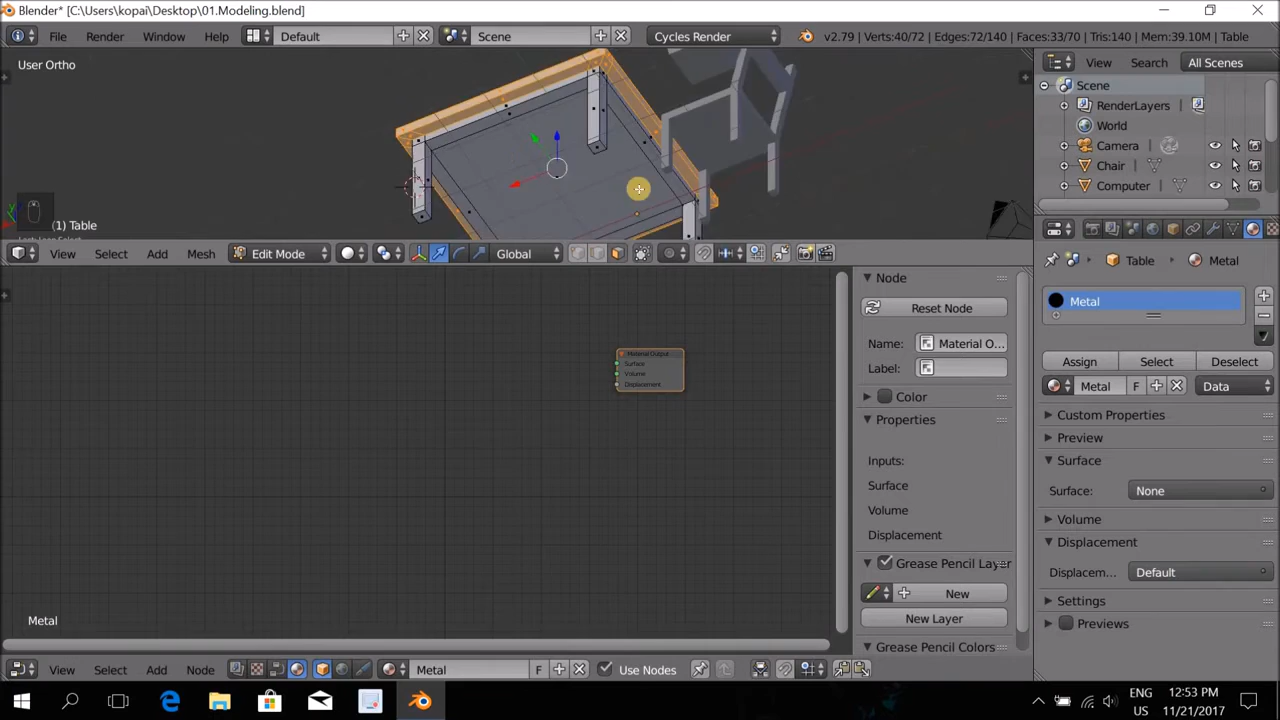 Blender* [C:\Users\kopai\Desktop\01.Modeling.blend]
File Render Window Help Default Scene Cycles Render v2.79 | Verts:40/72 | Edges:72/140 | Faces:33/70 | Tris:140 | Mem:39.10M | Table
User Ortho
(1) Table
View Select Add Mesh Edit Mode Global
View Search All Scenes
Scene
RenderLayers
World
Camera
Chair
Computer
Table Metal
Metal
Assign Select Deselect
Metal F Data
Custom Properties
Preview
Surface
Surface: None
Volume
Displacement
Displacem... Default
Settings
Previews
Node
Reset Node
Name: Material O...
Label:
Color
Properties
Inputs:
Surface
Volume
Displacement
Grease Pencil Layer
New
New Layer
Grease Pencil Colors
Material Output
Surface
Volume
Displacement
Metal
View Select Add Node Metal F Use Nodes
ENG
US
12:53 PM
11/21/2017